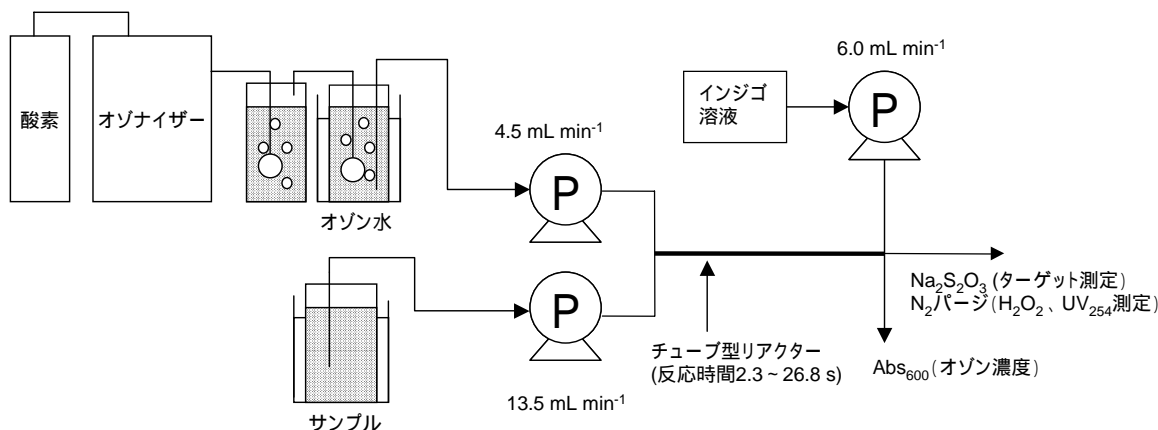 酸素
オゾナイザー
オゾン水
サンプル
4.5 mL min-1
P
P
13.5 mL min-1
インジゴ
溶液
6.0 mL min-1
P
チューブ型リアクター
(反応時間2.3~26.8 s)
Na2S2O3 (ターゲット測定)
N2パージ(H2O2、UV254測定)
Abs600(オゾン濃度)